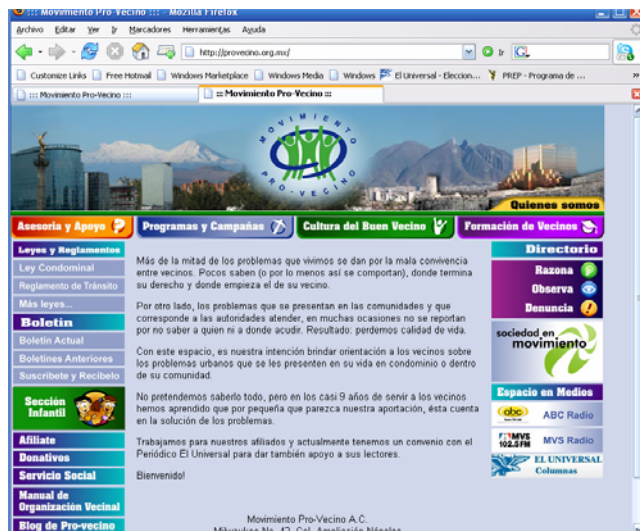 ::: Movimiento Pro-Vecino ::: - Mozilla Firefox
Archivo Editar Ver Ir Marcadores Herramientas Ayuda
http://provecino.org.mx/
Ir
Customize Links Free Hotmail Windows Marketplace Windows Media Windows El Universal - Eleccion... PREP - Programa de ...
::: Movimiento Pro-Vecino :::
::: Movimiento Pro-Vecino :::
MOVIMIENTO
PRO-VECINO
Quienes somos
Asesoria y Apoyo
Programas y Campañas
Cultura del Buen Vecino
Formación de Vecinos
Leyes y Reglamentos
Ley Condominal
Reglamento de Tránsito
Más leyes...
Boletin
Boletin Actual
Boletines Anteriores
Suscribete y Recibelo
Sección
Infantil
Afiliate
Donativos
Servicio Social
Manual de
Organización Vecinal
Blog de Pro-vecino
Más de la mitad de los problemas que vivimos se dan por la mala convivencia
entre vecinos. Pocos saben (o por lo menos así se comportan), donde termina
su derecho y donde empieza el de su vecino.
Por otro lado, los problemas que se presentan en las comunidades y que
corresponde a las autoridades atender, en muchas ocasiones no se reportan
por no saber a quien ni a donde acudir. Resultado: perdemos calidad de vida.
Con este espacio, es nuestra intención brindar orientación a los vecinos sobre
los problemas urbanos que se les presenten en su vida en condominio o dentro
de su comunidad.
No pretendemos saberlo todo, pero en los casi 9 años de servir a los vecinos
hemos aprendido que por pequeña que parezca nuestra aportación, ésta cuenta
en la solución de los problemas.
Trabajamos para nuestros afiliados y actualmente tenemos un convenio con el
Periódico El Universal para dar también apoyo a sus lectores.
Bienvenido!
Movimiento Pro-Vecino A.C.
Directorio
Razona
Observa
Denuncia
sociedad en
movimiento
Espacio en Medios
abc
ABC Radio
MVS
102.5 FM
MVS Radio
EL UNIVERSAL
Columnas